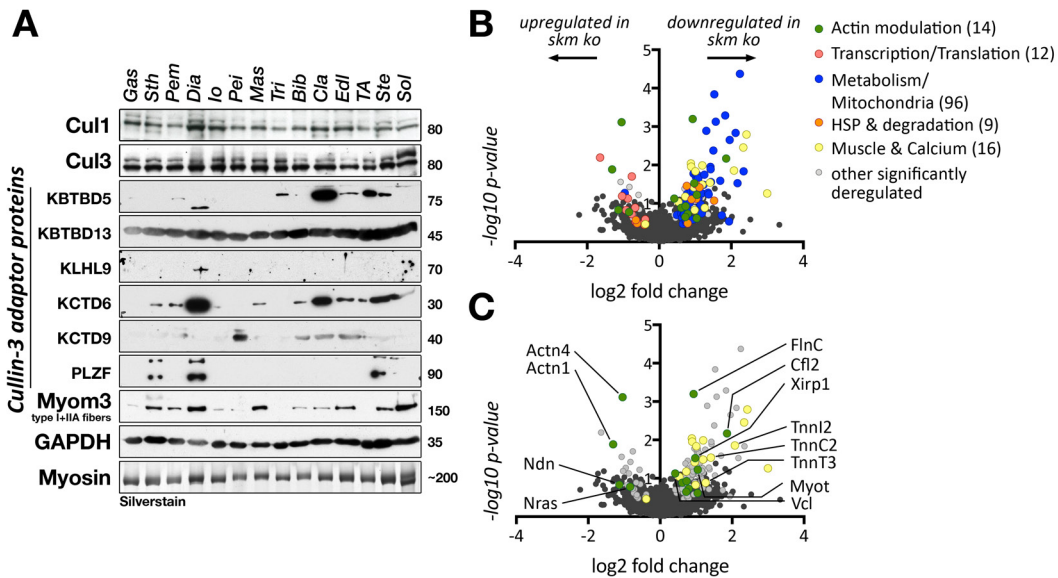 A
Gas Sth Pem Dia Io Pei Mas Tri Bib Cla Edl TA Ste Sol
Cul1 80
Cul3 80
Cullin-3 adaptor proteins
KBTBD5 75
KBTBD13 45
KLHL9 70
KCTD6 30
KCTD9 40
PLZF 90
Myom3 150
type I+IIA fibers
GAPDH 35
Myosin ~200
Silverstain
B
upregulated in
skm ko
downregulated in
skm ko
-log10 p-value
5
4
3
2
1
-4 -2 0 2 4
log2 fold change
Actin modulation (14)
Transcription/Translation (12)
Metabolism/
Mitochondria (96)
HSP & degradation (9)
Muscle & Calcium (16)
other significantly
deregulated
C
-log10 p-value
5
4
3
2
1
Actn4
Actn1
Ndn
Nras
FlnC
Cfl2
Xirp1
TnnI2
TnnC2
TnnT3
Myot
Vcl
-4 -2 0 2 4
log2 fold change